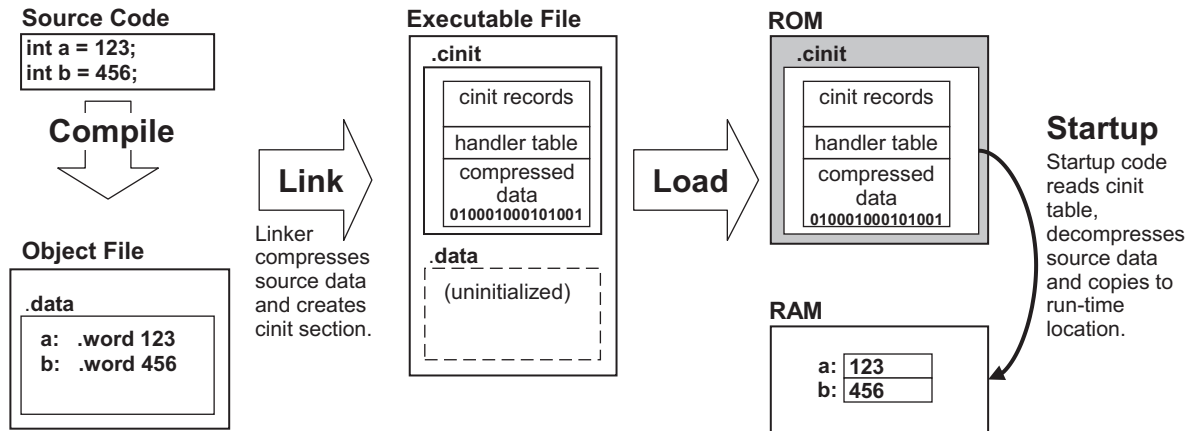 Source Code
int a = 123;
int b = 456;
Compile
Object File
.data
a: .word 123
b: .word 456
Link
Linker
compresses
source data
and creates
cinit section.
Executable File
.cinit
cinit records
handler table
compressed
data
010001000101001
.data
(uninitialized)
Load
ROM
.cinit
cinit records
handler table
compressed
data
010001000101001
Startup
Startup code
reads cinit
table,
decompresses
source data
and copies to
run-time
location.
RAM
a: 123
b: 456